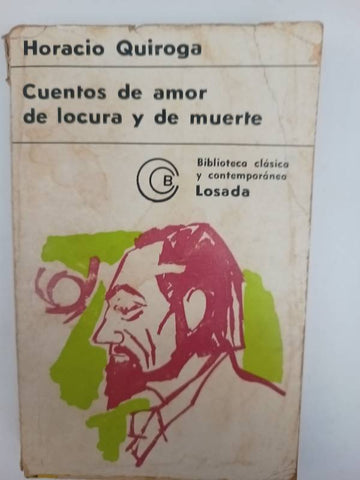 Horacio Quiroga
Cuentos de amor
de locura y de muerte
B
Biblioteca clásica
y contemporánea
Losada